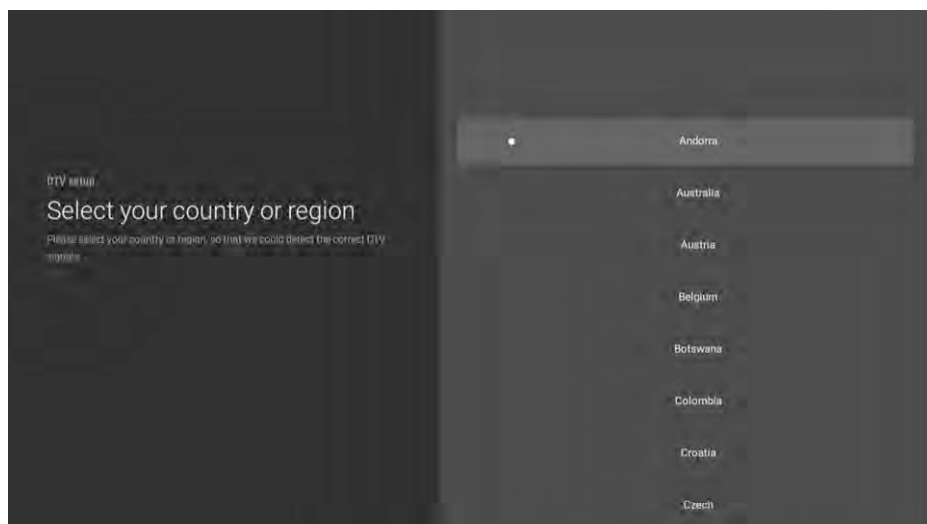 DTV setup
Select your country or region
Please select your country or region, so that we could detect the correct DTV
signals
Andorra
Australia
Austria
Belgium
Botswana
Colombia
Croatia
Czech